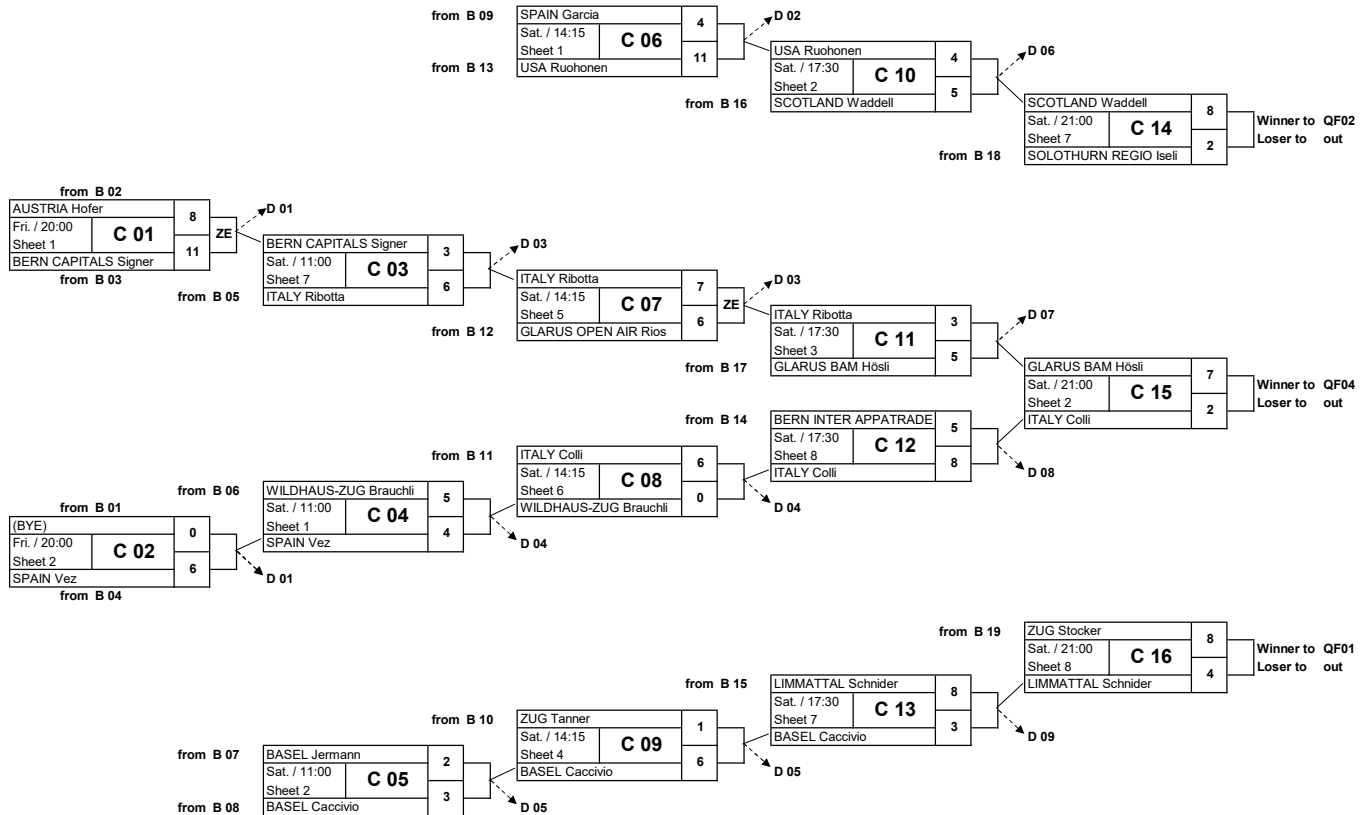 from B 09
SPAIN Garcia
4
D 02
Sat. / 14:15
Sheet 1
C 06
11
from B 13
USA Ruohonen
USA Ruohonen
4
D 06
Sat. / 17:30
Sheet 2
C 10
5
from B 16
SCOTLAND Waddell
SCOTLAND Waddell
8
Winner to QF02
Sat. / 21:00
Sheet 7
C 14
2
Loser to out
from B 18
SOLOTHURN REGIO Iseli
from B 02
AUSTRIA Hofer
8
D 01
Fri. / 20:00
Sheet 1
C 01
ZE
11
BERN CAPITALS Signer
from B 03
BERN CAPITALS Signer
3
D 03
Sat. / 11:00
Sheet 7
C 03
6
from B 05
ITALY Ribotta
ITALY Ribotta
7
D 03
Sat. / 14:15
Sheet 5
C 07
ZE
6
from B 12
GLARUS OPEN AIR Rios
ITALY Ribotta
3
D 07
Sat. / 17:30
Sheet 3
C 11
5
from B 17
GLARUS BAM Hösli
GLARUS BAM Hösli
7
Winner to QF04
Sat. / 21:00
Sheet 2
C 15
2
Loser to out
ITALY Colli
from B 14
BERN INTER APPATRADE
5
Sat. / 17:30
Sheet 8
C 12
8
ITALY Colli
D 08
from B 11
ITALY Colli
6
Sat. / 14:15
Sheet 6
C 08
0
WILDHAUS-ZUG Brauchli
D 04
from B 06
WILDHAUS-ZUG Brauchli
5
Sat. / 11:00
Sheet 1
C 04
4
SPAIN Vez
D 04
from B 01
(BYE)
0
Fri. / 20:00
Sheet 2
C 02
6
SPAIN Vez
D 01
from B 04
from B 19
ZUG Stocker
8
Winner to QF01
Sat. / 21:00
Sheet 8
C 16
4
Loser to out
LIMMATTAL Schnider
from B 15
LIMMATTAL Schnider
8
Sat. / 17:30
Sheet 7
C 13
3
BASEL Caccivio
D 09
from B 10
ZUG Tanner
1
Sat. / 14:15
Sheet 4
C 09
6
BASEL Caccivio
D 05
from B 07
BASEL Jermann
2
Sat. / 11:00
Sheet 2
C 05
3
from B 08
BASEL Caccivio
D 05